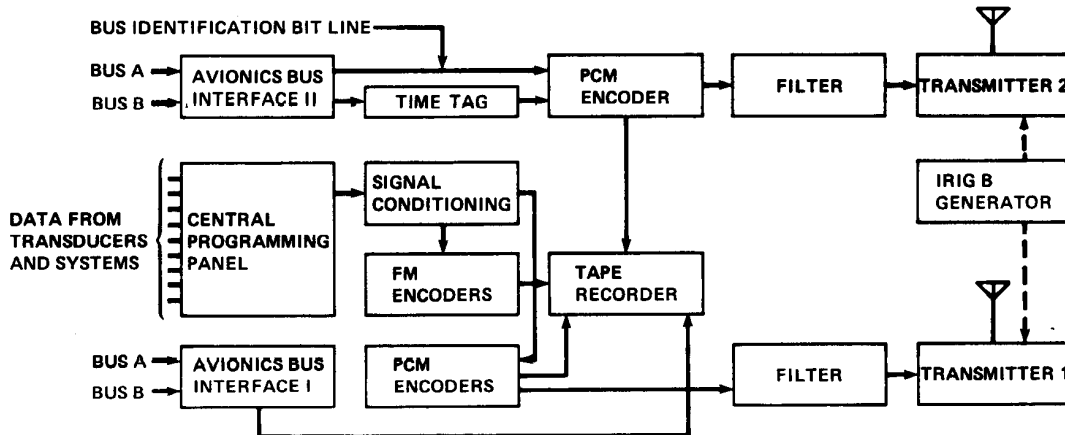 BUS IDENTIFICATION BIT LINE
BUS A
BUS B
AVIONICS BUS
INTERFACE II
TIME TAG
PCM
ENCODER
FILTER
TRANSMITTER 2
DATA FROM
TRANSDUCERS
AND SYSTEMS
CENTRAL
PROGRAMMING
PANEL
SIGNAL
CONDITIONING
FM
ENCODERS
TAPE
RECORDER
IRIG B
GENERATOR
BUS A
BUS B
AVIONICS BUS
INTERFACE I
PCM
ENCODERS
FILTER
TRANSMITTER 1